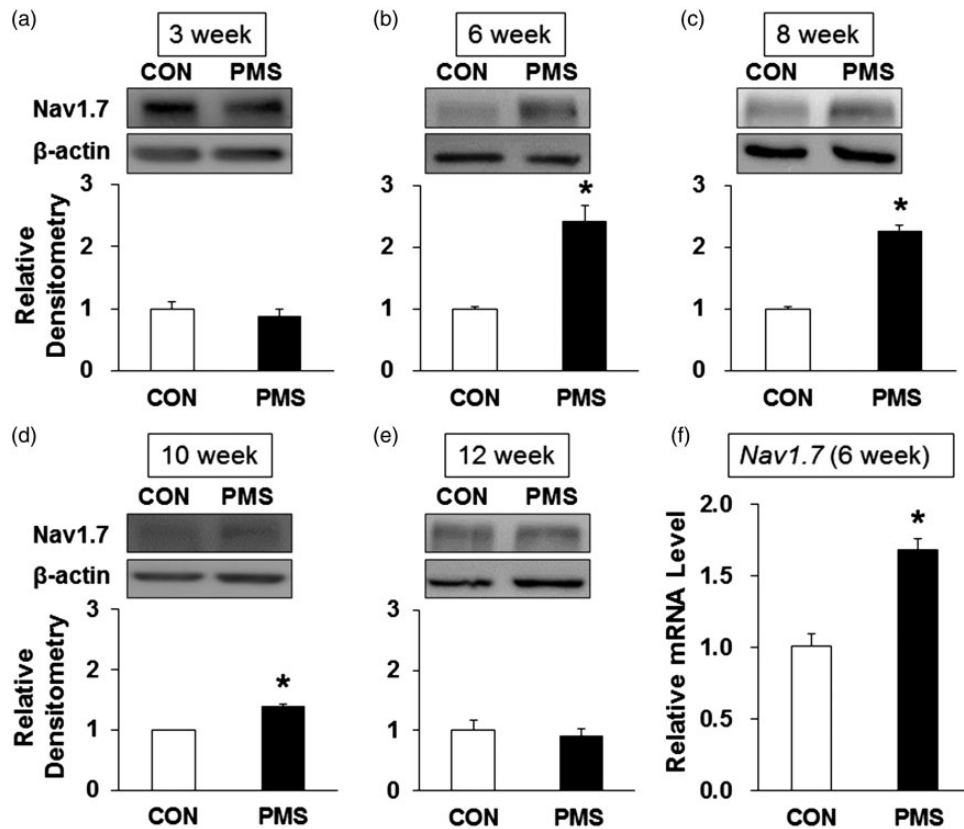 (a) 3 week
CON PMS
Nav1.7
β-actin
3
2
1
0
Relative
Densitometry
CON PMS
(b) 6 week
CON PMS
3
2
1
0
*
CON PMS
(c) 8 week
CON PMS
3
2
1
0
*
CON PMS
(d) 10 week
CON PMS
Nav1.7
β-actin
3
2
1
0
Relative
Densitometry
*
CON PMS
(e) 12 week
CON PMS
3
2
1
0
CON PMS
(f) Nav1.7 (6 week)
2.0
1.5
1.0
0.5
0.0
Relative mRNA Level
*
CON PMS